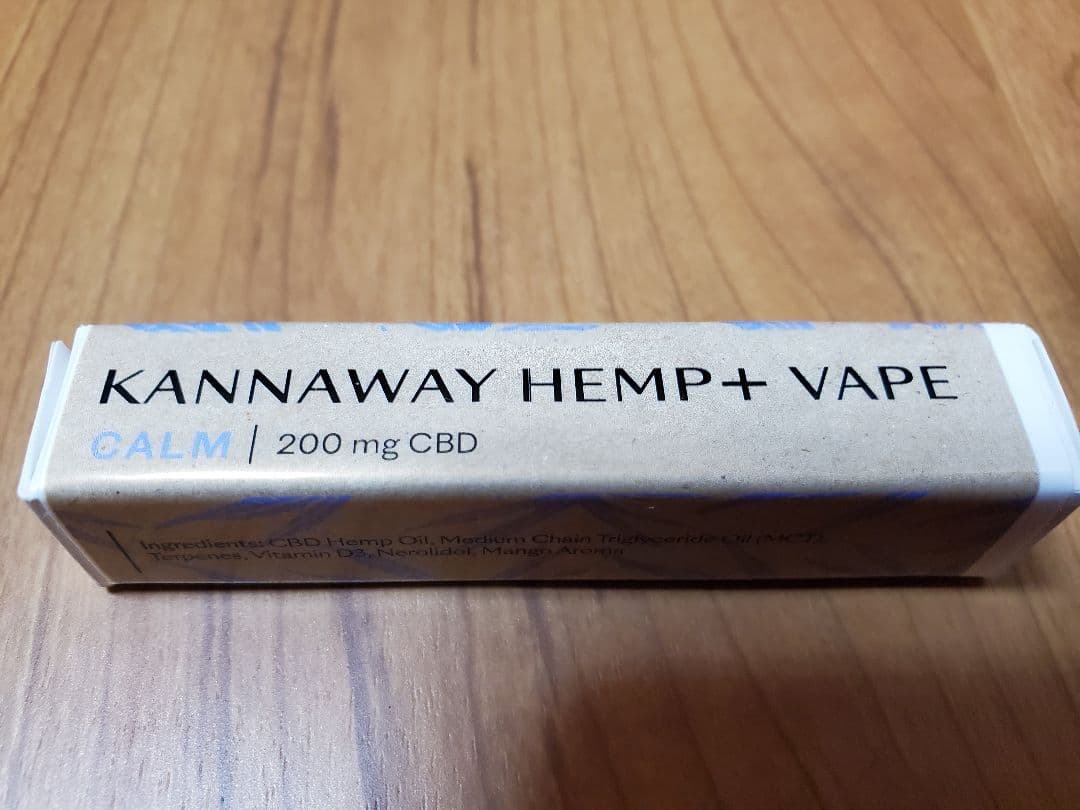 KANNAWAY HEMP+ VAPE
CALM | 200 mg CBD
Ingredients: CBD Hemp Oil, Medium Chain Triglyceride Oil (MCT),
Terpenes, Vitamin D3, Nerolidol, Mango Aroma